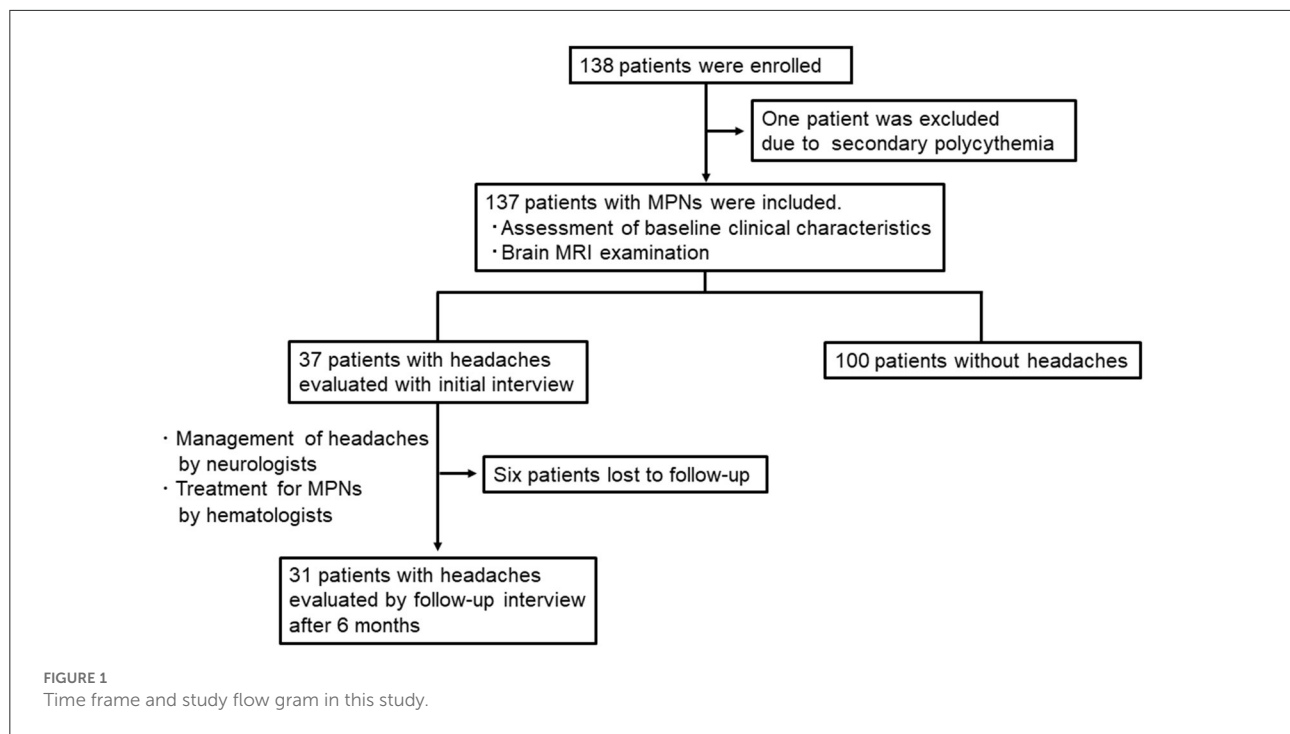 138 patients were enrolled
One patient was excluded
due to secondary polycythemia
137 patients with MPNs were included.
・Assessment of baseline clinical characteristics
・Brain MRI examination
37 patients with headaches
evaluated with initial interview
100 patients without headaches
・Management of headaches
by neurologists
・Treatment for MPNs
by hematologists
Six patients lost to follow-up
31 patients with headaches
evaluated by follow-up interview
after 6 months
FIGURE 1
Time frame and study flow gram in this study.